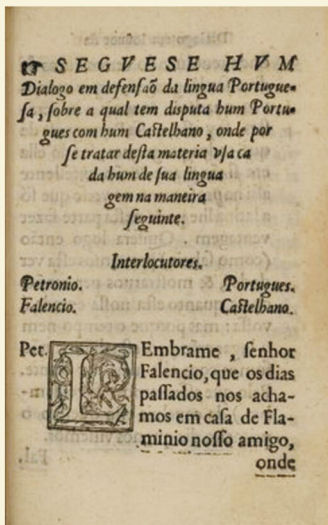 ☞ SEGVESE HVM
Dialogo em defensaõ da lingua Portugue-
ſa, ſobre a qual tem diſputa hum Portu-
gues com hum Caſtelhano, onde por
ſe tratar deſta materia vſa ca
da hum de ſua lingua
gem na maneira
ſeguinte.
Interlocutores.
Petronio. Portugues.
Falencio. Caſtelhano.
Pet. LEmbrame, ſenhor
Falencio, que os dias
paſſados nos acha-
mos em caſa de Fla-
minio noſſo amigo,
onde